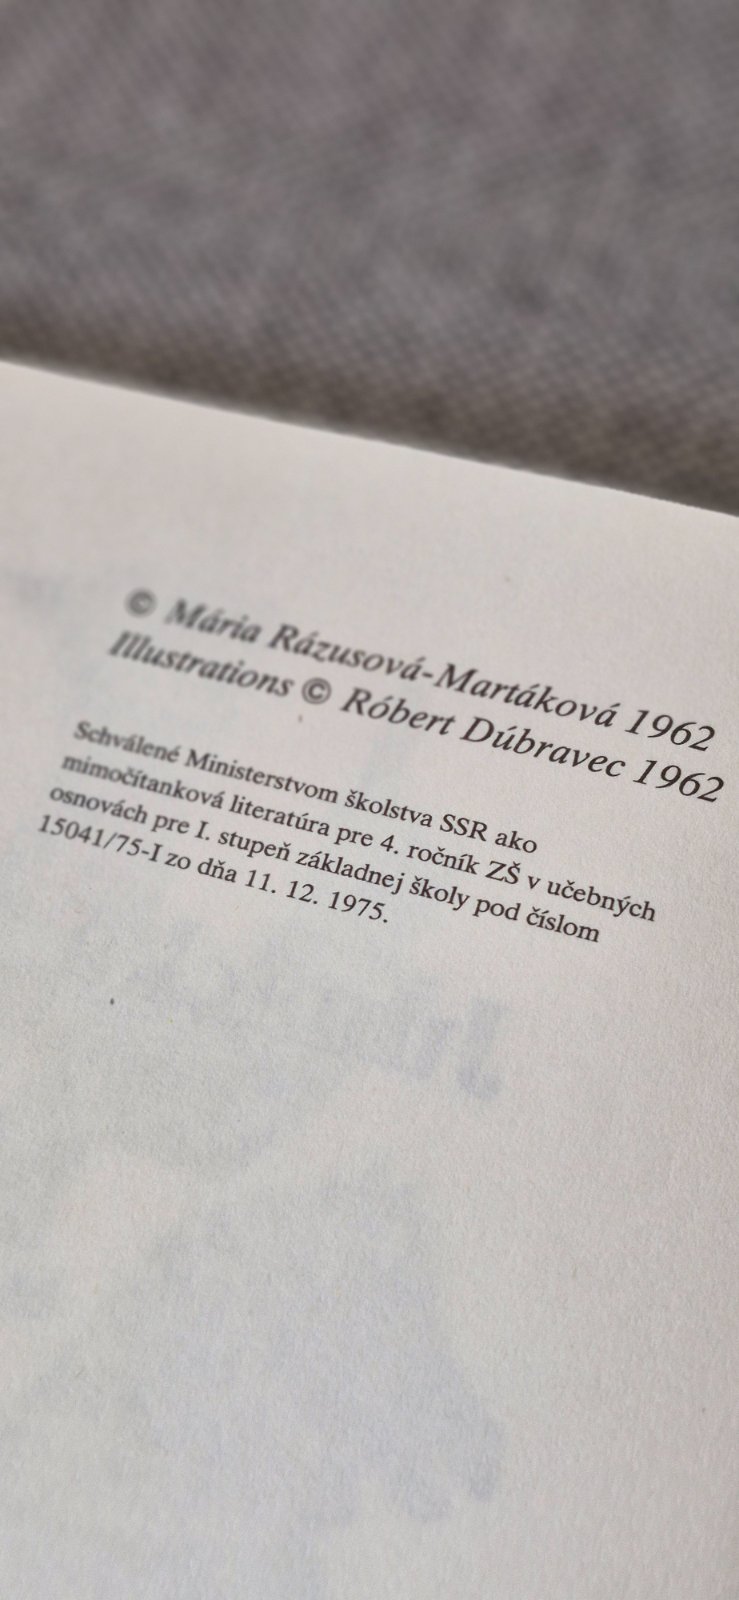 © Mária Rázusová-Martáková 1962
Illustrations © Róbert Dúbravec 1962
Schválené Ministerstvom školstva SSR ako
mimočítanková literatúra pre 4. ročník ZŠ v učebných
osnovách pre I. stupeň základnej školy pod číslom
15041/75-I zo dňa 11. 12. 1975.